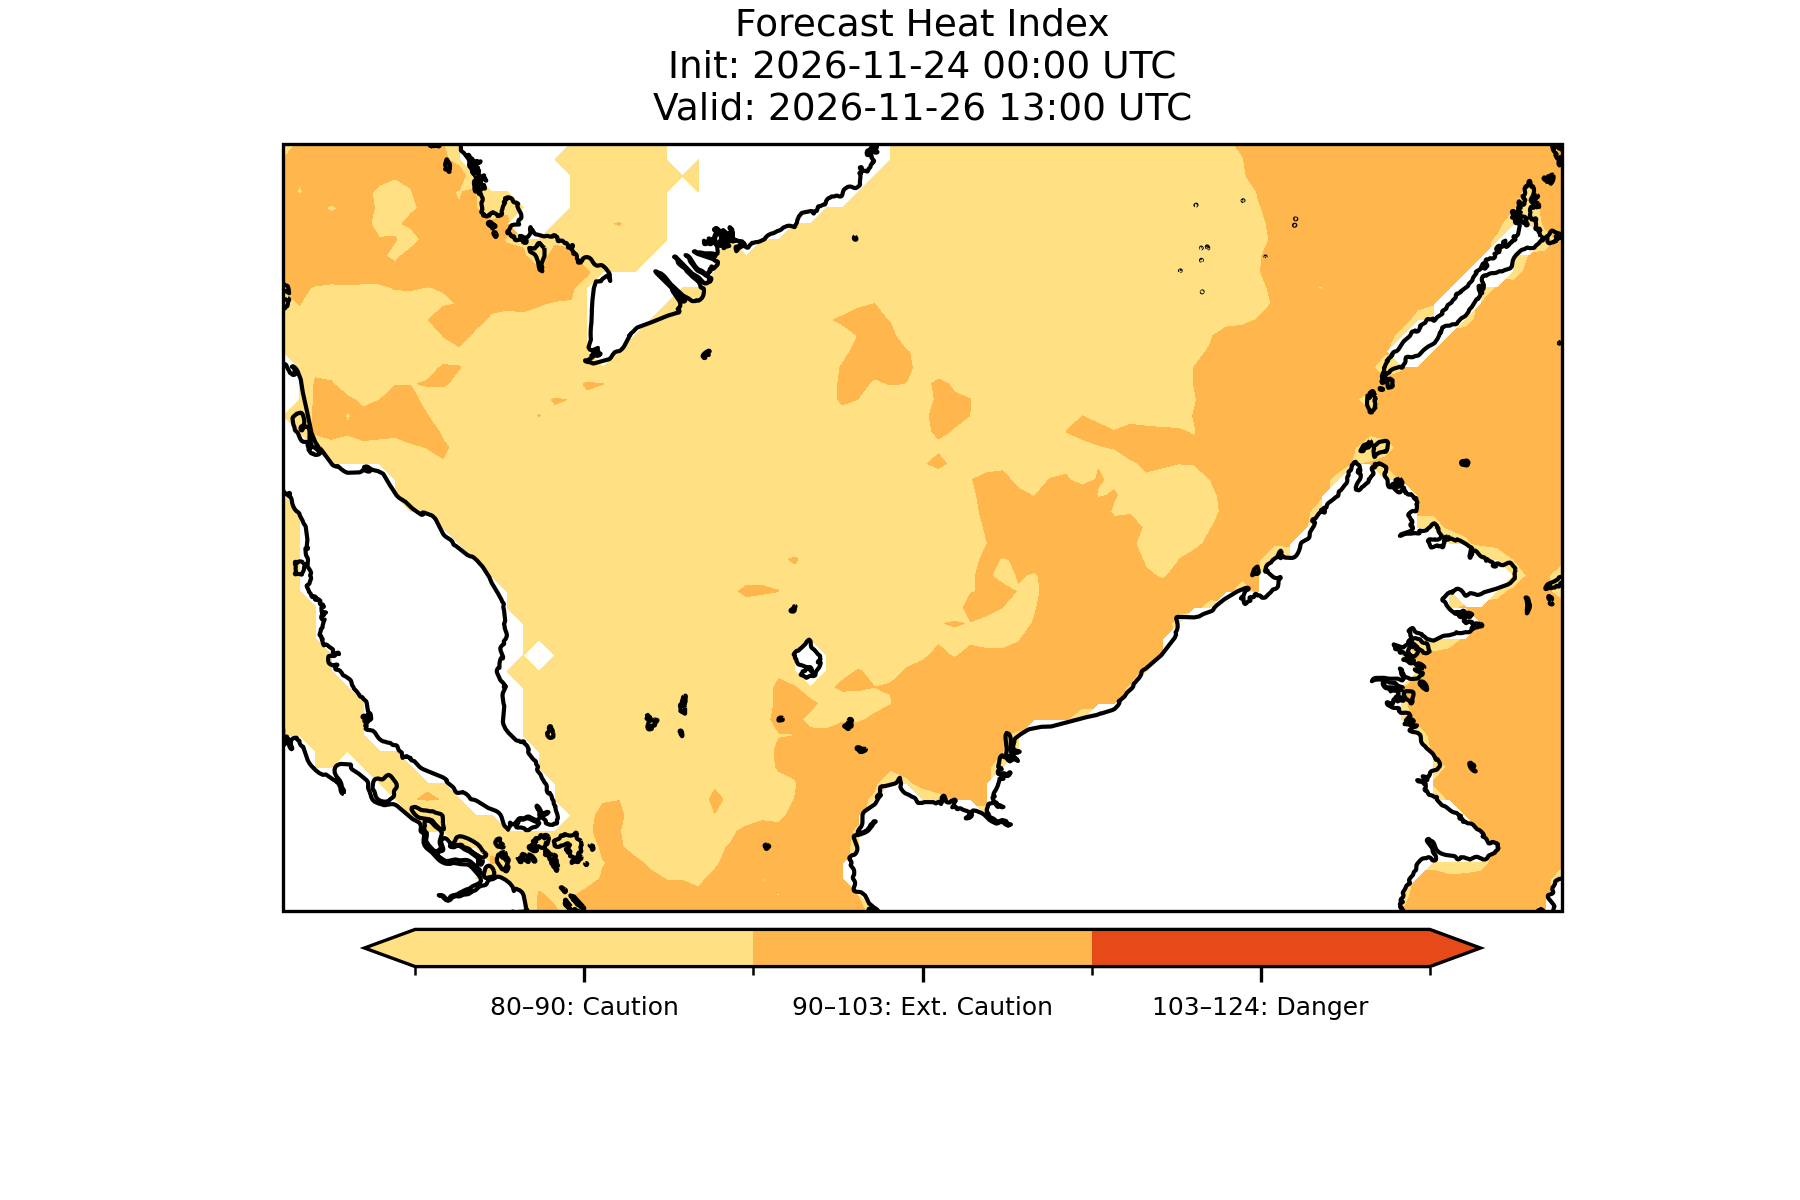 Forecast Heat Index
Init: 2026-11-24 00:00 UTC
Valid: 2026-11-26 13:00 UTC
80–90: Caution
90–103: Ext. Caution
103–124: Danger